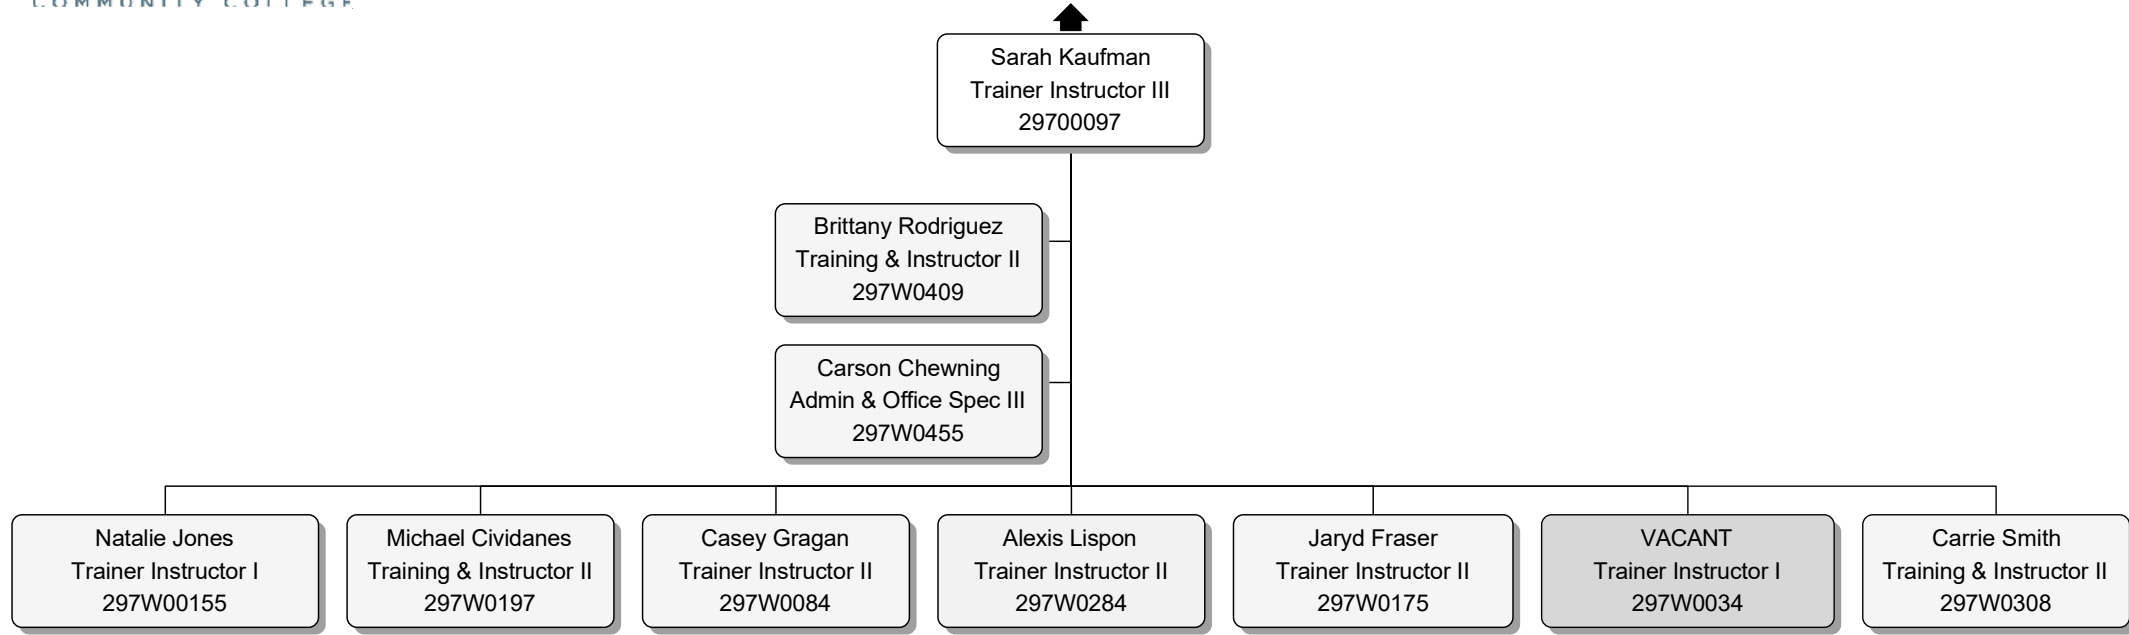 COMMUNITY COLLEGE
Sarah Kaufman
Trainer Instructor III
29700097
Brittany Rodriguez
Training & Instructor II
297W0409
Carson Chewning
Admin & Office Spec III
297W0455
Natalie Jones
Trainer Instructor I
297W00155
Michael Cividanes
Training & Instructor II
297W0197
Casey Gragan
Trainer Instructor II
297W0084
Alexis Lispon
Trainer Instructor II
297W0284
Jaryd Fraser
Trainer Instructor II
297W0175
VACANT
Trainer Instructor I
297W0034
Carrie Smith
Training & Instructor II
297W0308